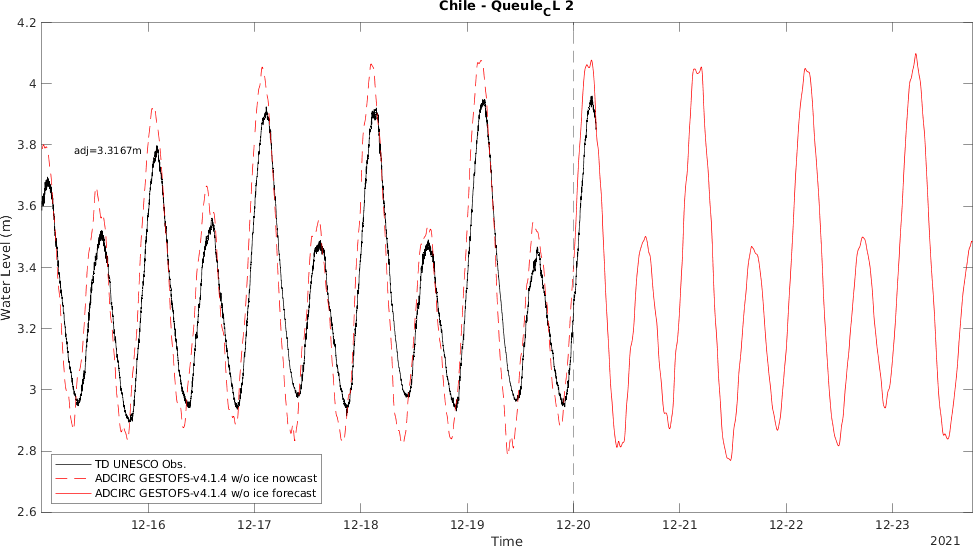 Chile - Queule_C L 2
4.2
4
3.8
3.6
3.4
3.2
3
2.8
2.6
Water Level (m)
adj=3.3167m
TD UNESCO Obs.
ADCIRC GESTOFS-v4.1.4 w/o ice nowcast
ADCIRC GESTOFS-v4.1.4 w/o ice forecast
12-16 12-17 12-18 12-19 12-20 12-21 12-22 12-23
Time
2021